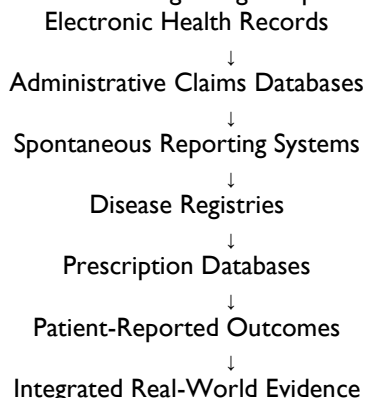 Electronic Health Records
↓
Administrative Claims Databases
↓
Spontaneous Reporting Systems
↓
Disease Registries
↓
Prescription Databases
↓
Patient-Reported Outcomes
↓
Integrated Real-World Evidence